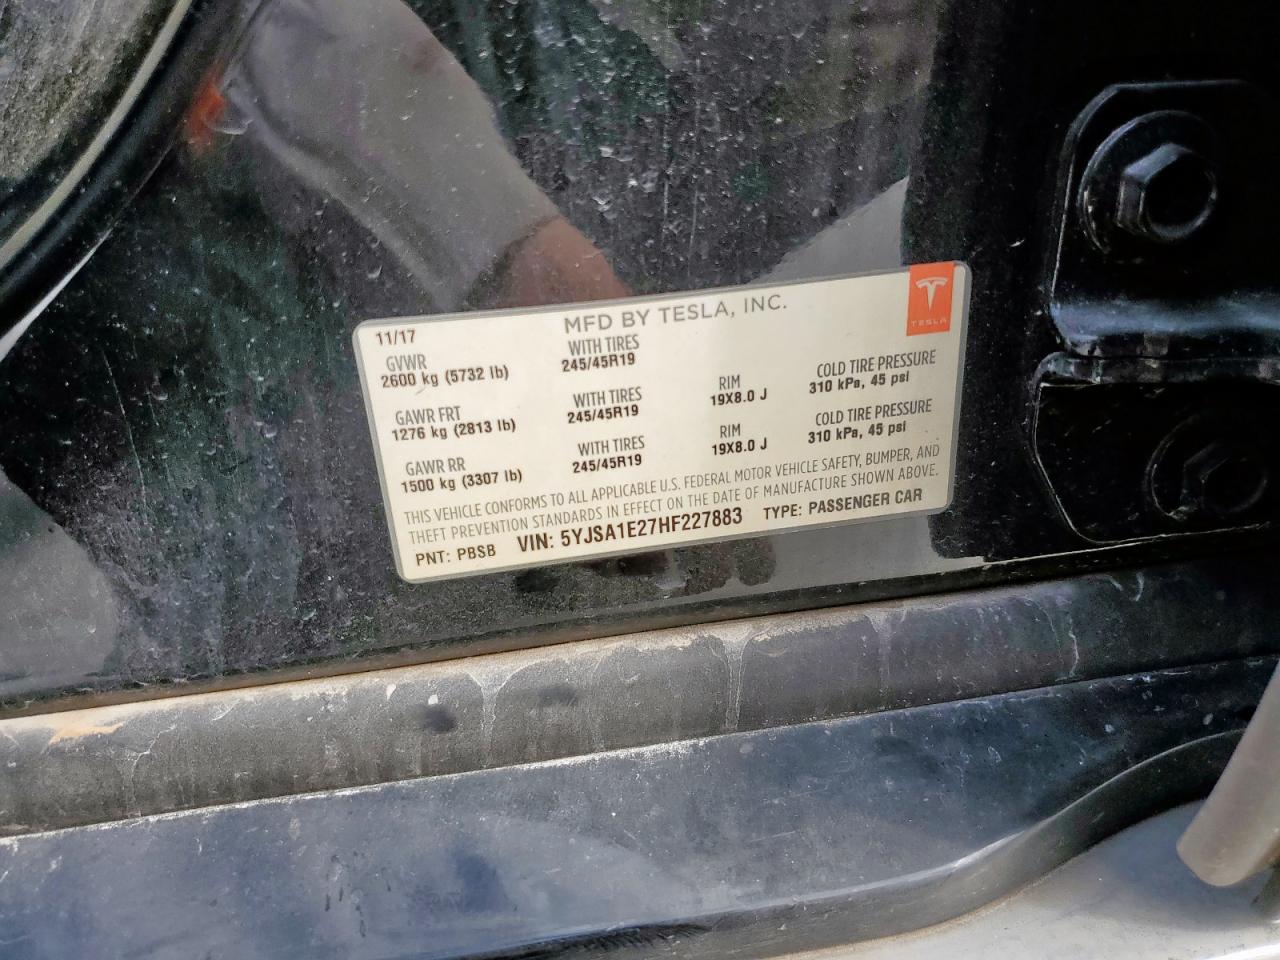 MFD BY TESLA, INC.
TESLA
11/17
GVWR
2600 kg (5732 lb)
WITH TIRES
245/45R19
GAWR FRT
1276 kg (2813 lb)
WITH TIRES
245/45R19
RIM
19X8.0 J
COLD TIRE PRESSURE
310 kPa, 45 psi
GAWR RR
1500 kg (3307 lb)
WITH TIRES
245/45R19
RIM
19X8.0 J
COLD TIRE PRESSURE
310 kPa, 45 psi
THIS VEHICLE CONFORMS TO ALL APPLICABLE U.S. FEDERAL MOTOR VEHICLE SAFETY, BUMPER, AND
THEFT PREVENTION STANDARDS IN EFFECT ON THE DATE OF MANUFACTURE SHOWN ABOVE.
PNT: PBSB VIN: 5YJSA1E27HF227883 TYPE: PASSENGER CAR